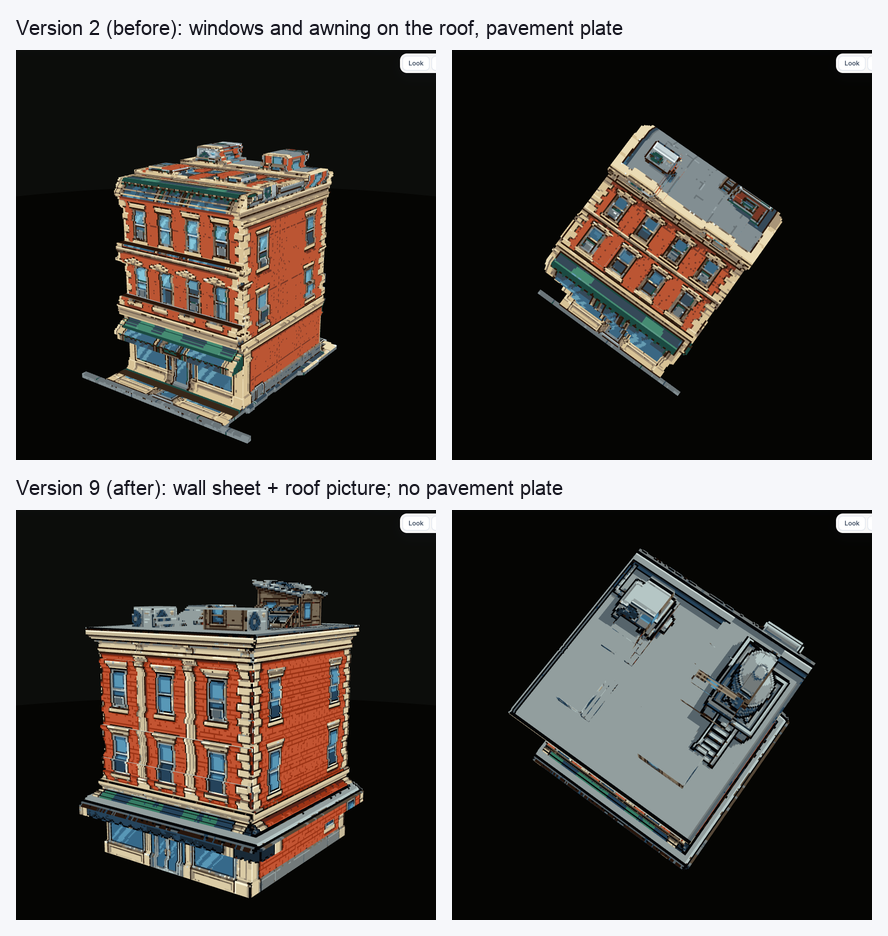 Version 2 (before): windows and awning on the roof, pavement plate
Look
Look
Version 9 (after): wall sheet + roof picture; no pavement plate
Look
Look